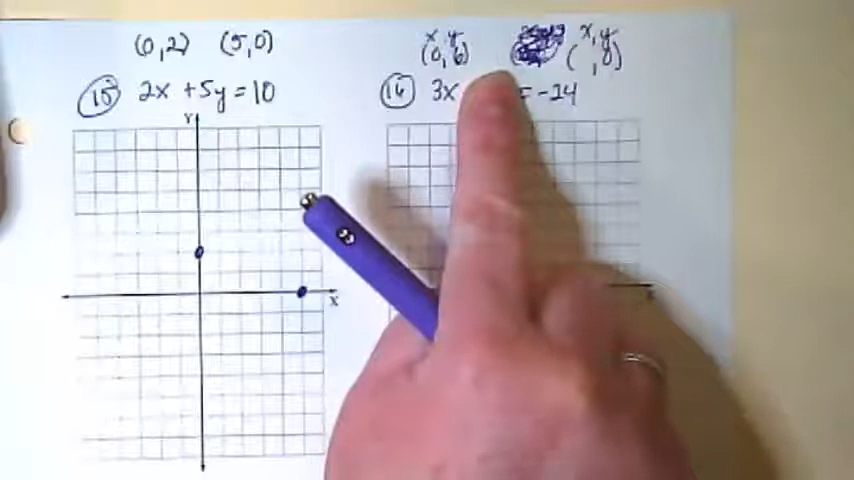 (0,2) (5,0)
x, y
(0,6)
x, y
( ,0)
15 2x + 5y = 10
16 3x = -24
y
x
x